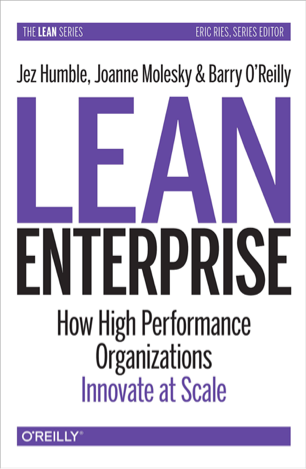 THE LEAN SERIES
ERIC RIES, SERIES EDITOR
Jez Humble, Joanne Molesky & Barry O'Reilly
LEAN
ENTERPRISE
How High Performance
Organizations
Innovate at Scale
O'REILLY®